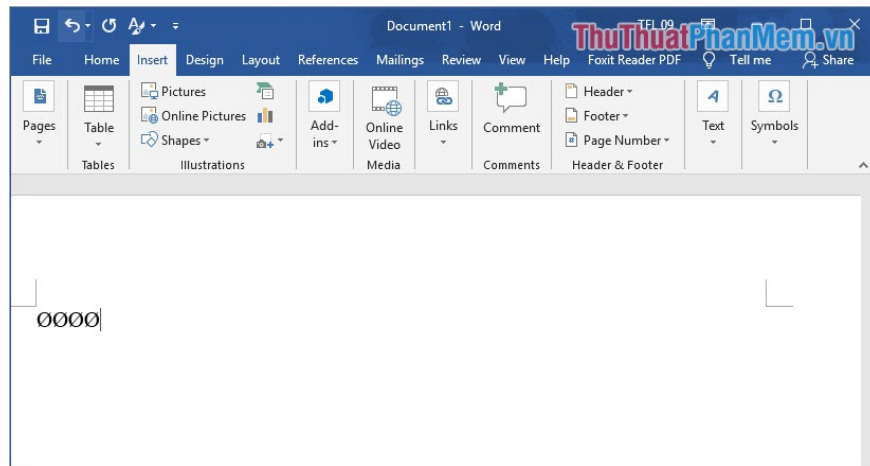 Document1 - Word
TFL 09
ThuThuatPhanMem.vn
File Home Insert Design Layout References Mailings Review View Help Foxit Reader PDF Tell me Share
Pages
Table
Tables
Pictures
Online Pictures
Shapes
Illustrations
Add-
ins
Online
Video
Media
Links
Comment
Comments
Header
Footer
Page Number
Header & Footer
A
Text
Ω
Symbols
ØØØØ